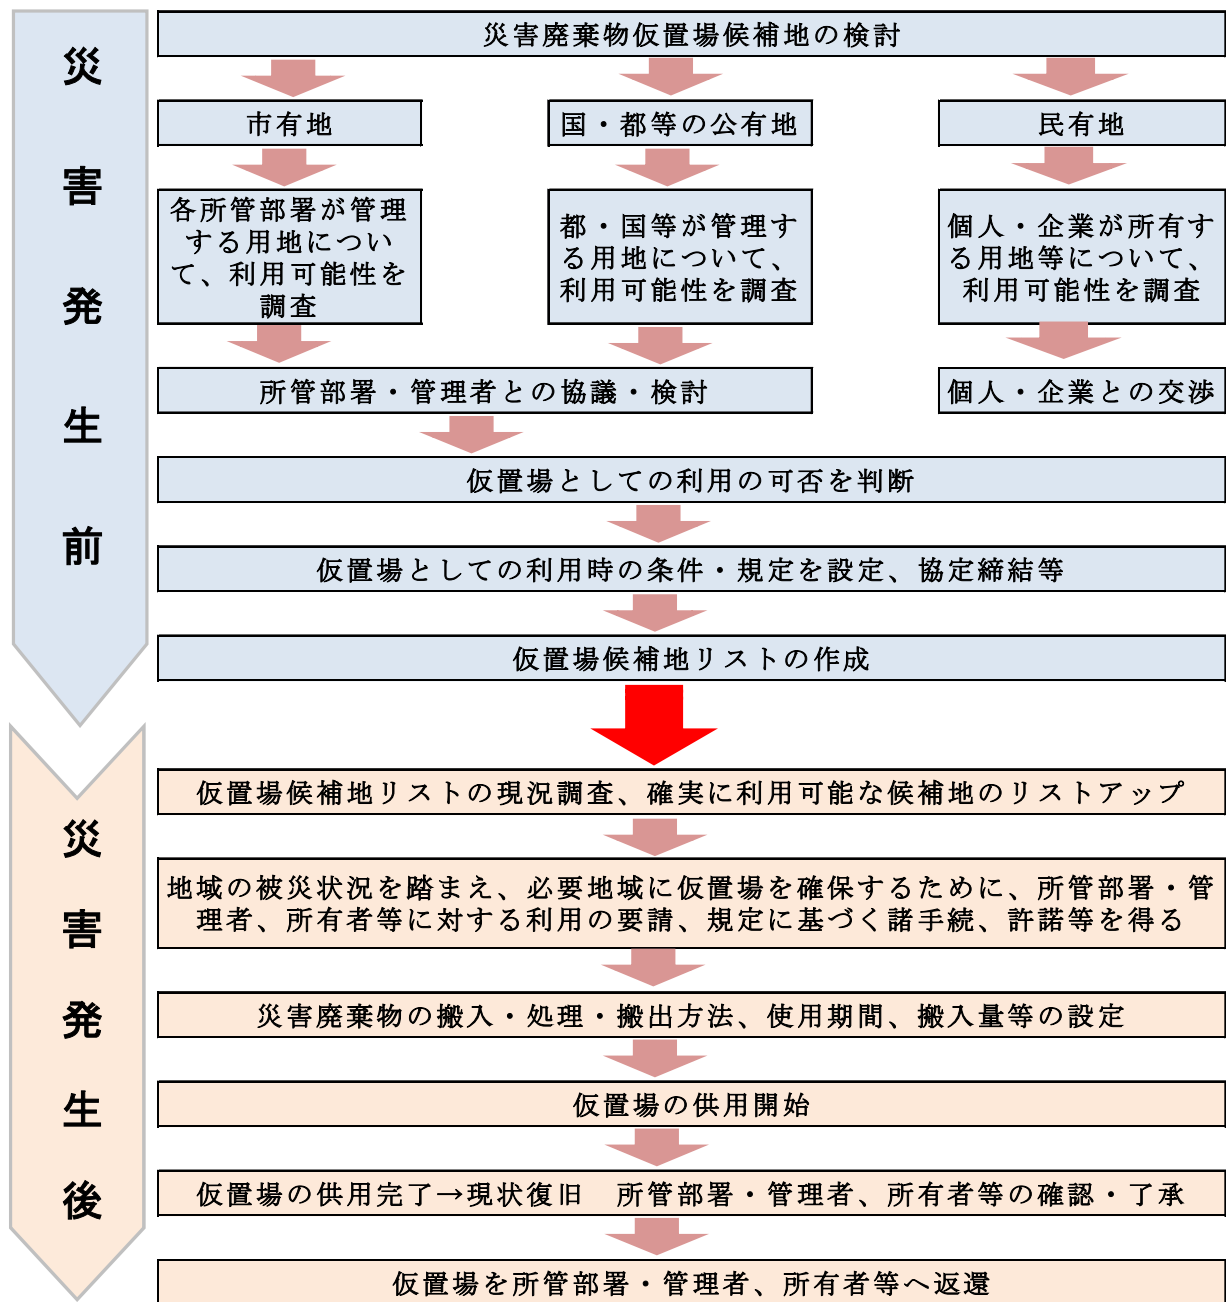 災害発生前
災害廃棄物仮置場候補地の検討
市有地
国・都等の公有地
民有地
各所管部署が管理
する用地につい
て、利用可能性を
調査
都・国等が管理す
る用地について、
利用可能性を調査
個人・企業が所有す
る用地等について、
利用可能性を調査
所管部署・管理者との協議・検討
個人・企業との交渉
仮置場としての利用の可否を判断
仮置場としての利用時の条件・規定を設定、協定締結等
仮置場候補地リストの作成
災害発生後
仮置場候補地リストの現況調査、確実に利用可能な候補地のリストアップ
地域の被災状況を踏まえ、必要地域に仮置場を確保するために、所管部署・管
理者、所有者等に対する利用の要請、規定に基づく諸手続、許諾等を得る
災害廃棄物の搬入・処理・搬出方法、使用期間、搬入量等の設定
仮置場の供用開始
仮置場の供用完了→現状復旧　所管部署・管理者、所有者等の確認・了承
仮置場を所管部署・管理者、所有者等へ返還